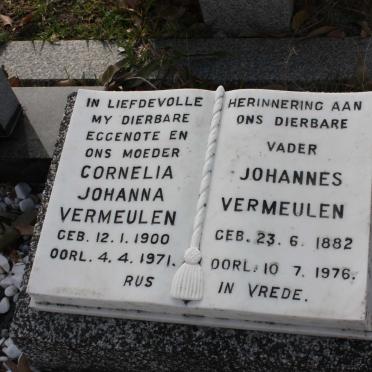 IN LIEFDEVOLLE
MY DIERBARE
EGGENOTE EN
ONS MOEDER
CORNELIA
JOHANNA
VERMEULEN
GEB. 12. 1. 1900
OORL. 4. 4. 1971.
RUS
HERINNERING AAN
ONS DIERBARE
VADER
JOHANNES
VERMEULEN
GEB. 23. 6. 1882
OORL. 10. 7. 1976.
IN VREDE.